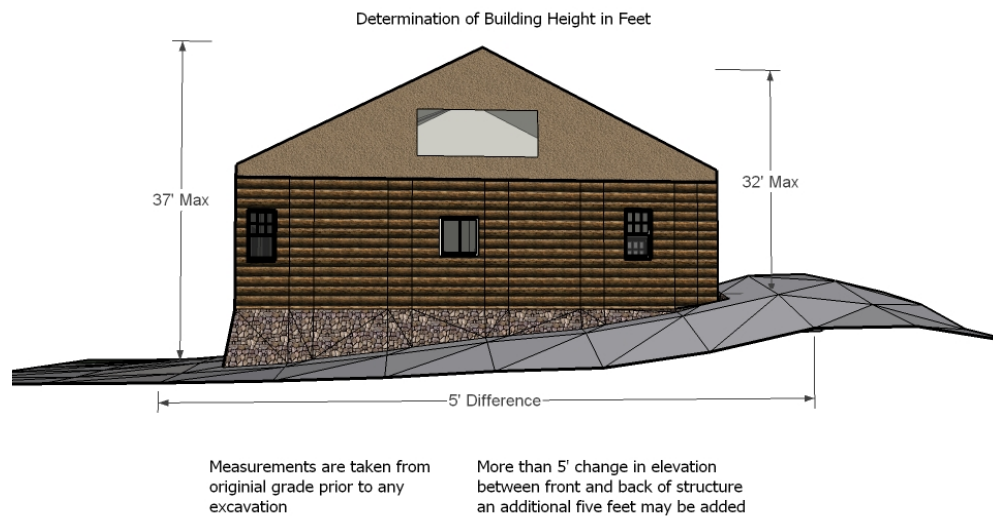 Determination of Building Height in Feet
37' Max
32' Max
5' Difference
Measurements are taken from
originial grade prior to any
excavation
More than 5' change in elevation
between front and back of structure
an additional five feet may be added